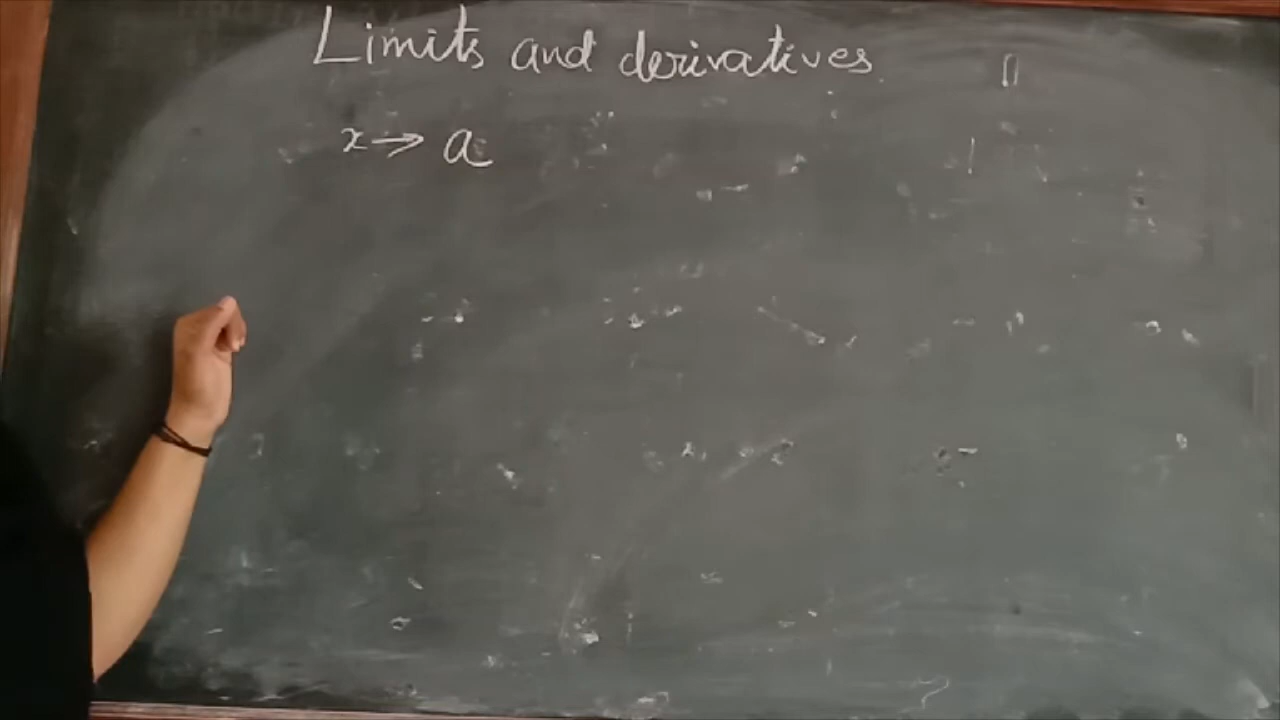 Limits and derivatives
x → a